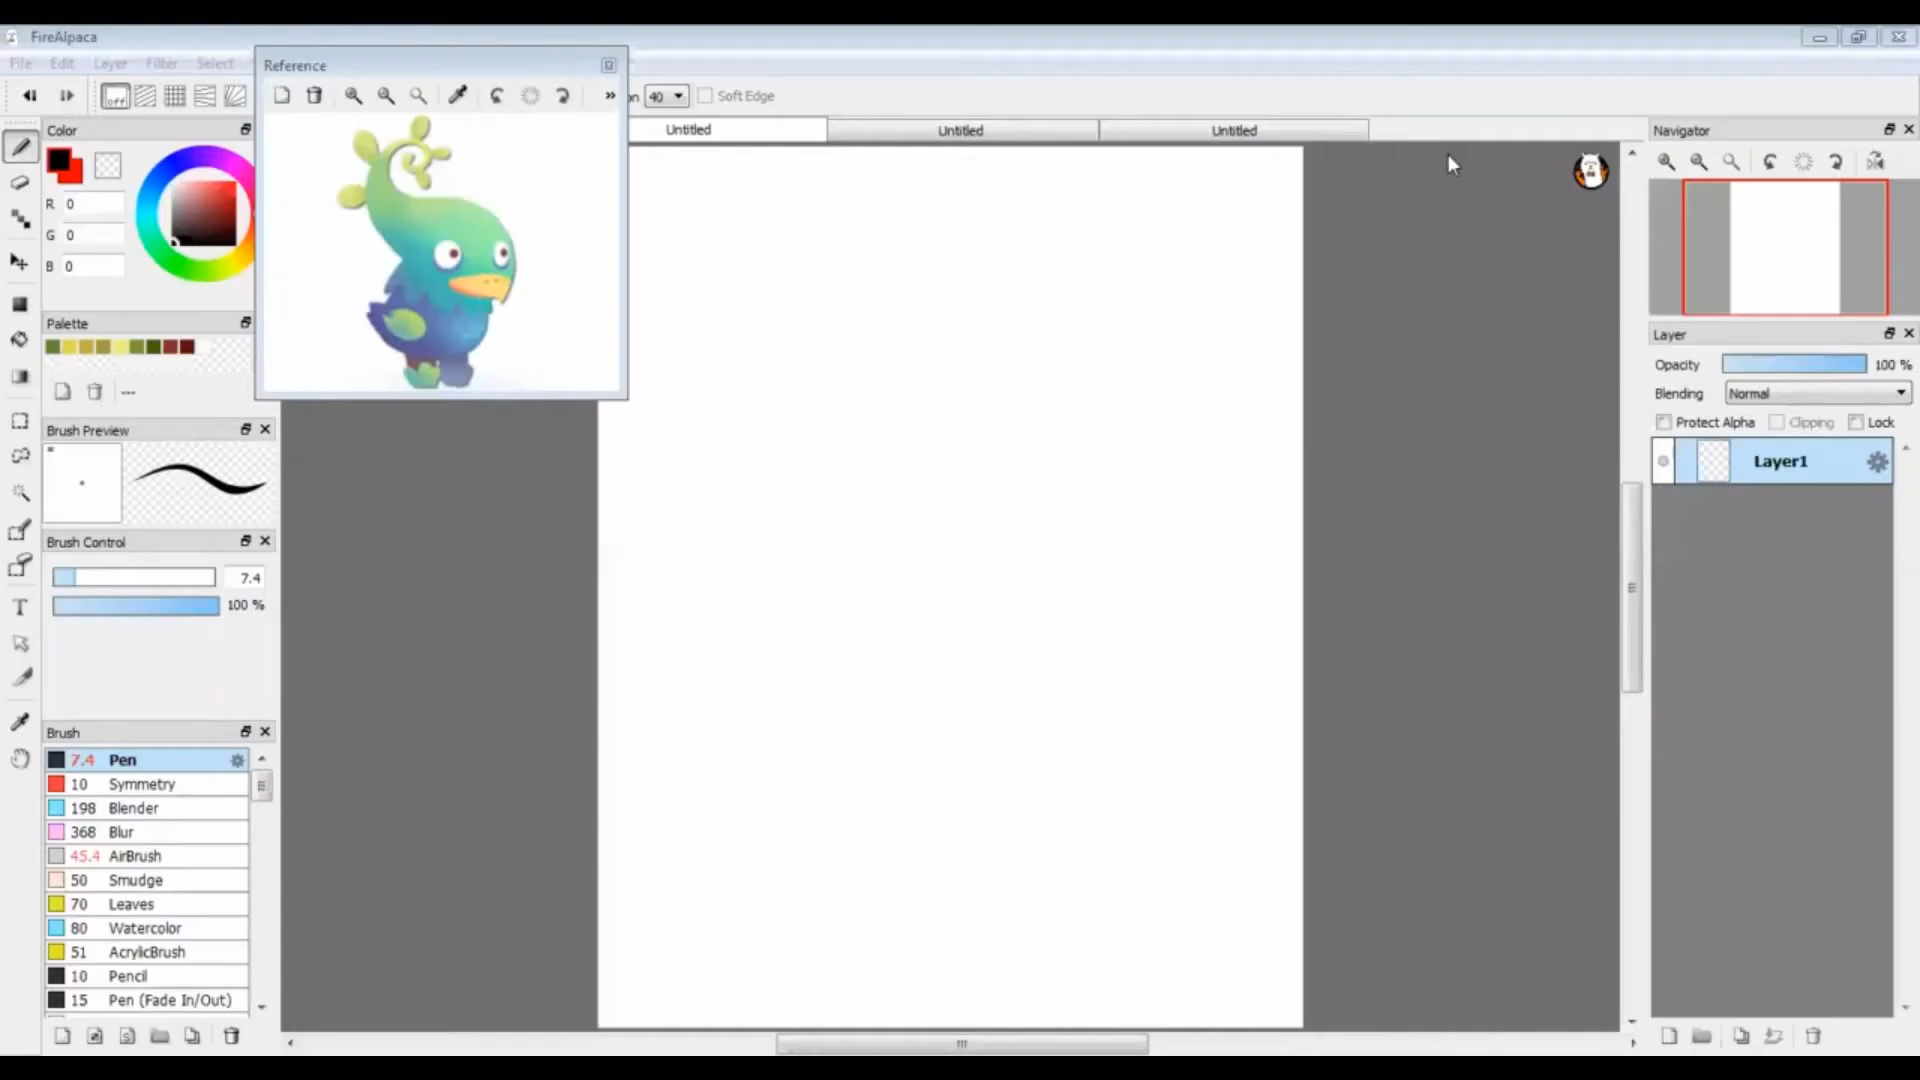 FireAlpaca
File Edit Layer Filter Select
Reference
off
on 40 Soft Edge
Color
Untitled Untitled Untitled
Navigator
R 0
G 0
B 0
Palette
---
Layer
Opacity 100 %
Blending Normal
Protect Alpha Clipping Lock
Layer1
Brush Preview
Brush Control
7.4
100 %
T
Brush
7.4 Pen
10 Symmetry
198 Blender
368 Blur
45.4 AirBrush
50 Smudge
70 Leaves
80 Watercolor
51 AcrylicBrush
10 Pencil
15 Pen (Fade In/Out)